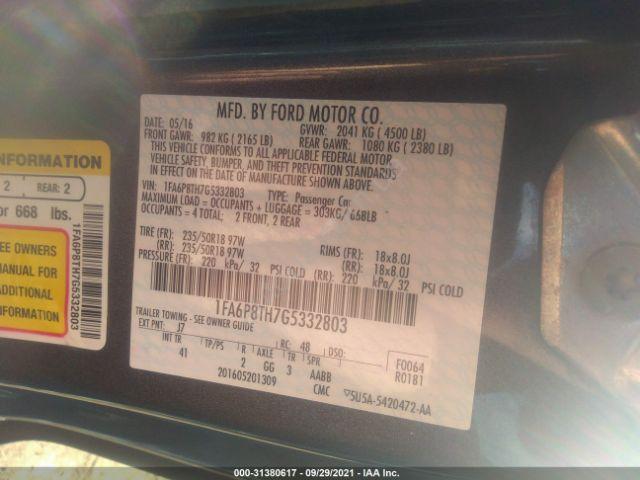 MFD. BY FORD MOTOR CO.
DATE: 05/16 GVWR: 2041 KG ( 4500 LB)
FRONT GAWR: 982 KG ( 2165 LB) REAR GAWR: 1080 KG ( 2380 LB)
THIS VEHICLE CONFORMS TO ALL APPLICABLE FEDERAL MOTOR
VEHICLE SAFETY, BUMPER, AND THEFT PREVENTION STANDARDS
IN EFFECT ON THE DATE OF MANUFACTURE SHOWN ABOVE.
VIN: 1FA6P8TH7G5332803 TYPE: Passenger Car
MAXIMUM LOAD = OCCUPANTS + LUGGAGE = 303KG/ 668LB
OCCUPANTS = 4 TOTAL: 2 FRONT, 2 REAR
TIRE (FR): 235/50R18 97W RIMS (FR): 18x8.0J
(RR): 235/50R18 97W (RR): 18x8.0J
PRESSURE (FR): 220 kPa/ 32 PSI COLD (RR): 220 kPa/ 32 PSI COLD
1FA6P8TH7G5332803
TRAILER TOWING - SEE OWNER GUIDE
EXT PNT: J7 RC: 48 DSO: F0064
INT TR TP/PS R AXLE TR SPR R0181
41 2 GG 3 AABB
201605201309 CMC 5U5A-5420472-AA
INFORMATION
2 REAR: 2
or 668 lbs.
SEE OWNERS
MANUAL FOR
ADDITIONAL
INFORMATION
1FA6P8TH7G5332803
000-31380617 - 09/29/2021 - IAA Inc.